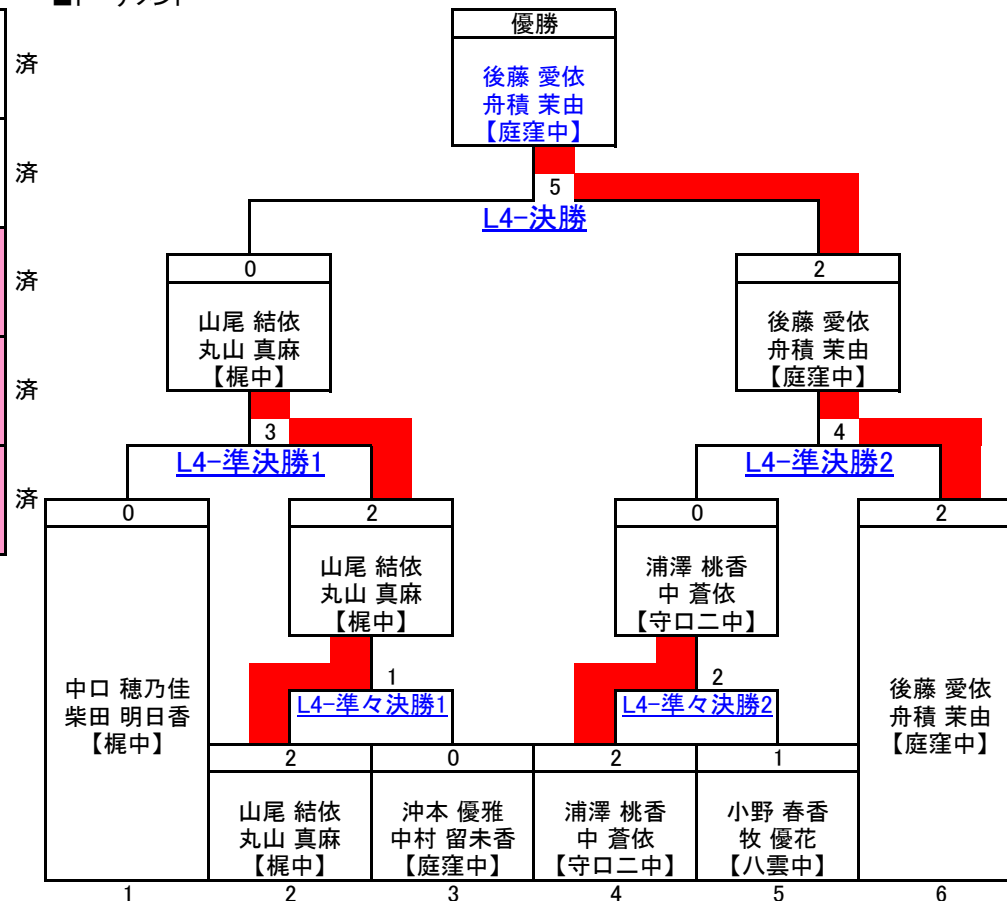 ■トーナメント
優勝
済
後藤 愛依
舟積 茉由
【庭窪中】
済
5
L4-決勝
0
2
済
山尾 結依
丸山 真麻
【梶中】
後藤 愛依
舟積 茉由
【庭窪中】
済
3
4
L4-準決勝1
L4-準決勝2
済
0
2
0
2
山尾 結依
丸山 真麻
【梶中】
浦澤 桃香
中 蒼依
【守口二中】
中口 穂乃佳
柴田 明日香
【梶中】
1
2
後藤 愛依
舟積 茉由
【庭窪中】
L4-準々決勝1
L4-準々決勝2
2
0
2
1
山尾 結依
丸山 真麻
【梶中】
沖本 優雅
中村 留未香
【庭窪中】
浦澤 桃香
中 蒼依
【守口二中】
小野 春香
牧 優花
【八雲中】
1
2
3
4
5
6